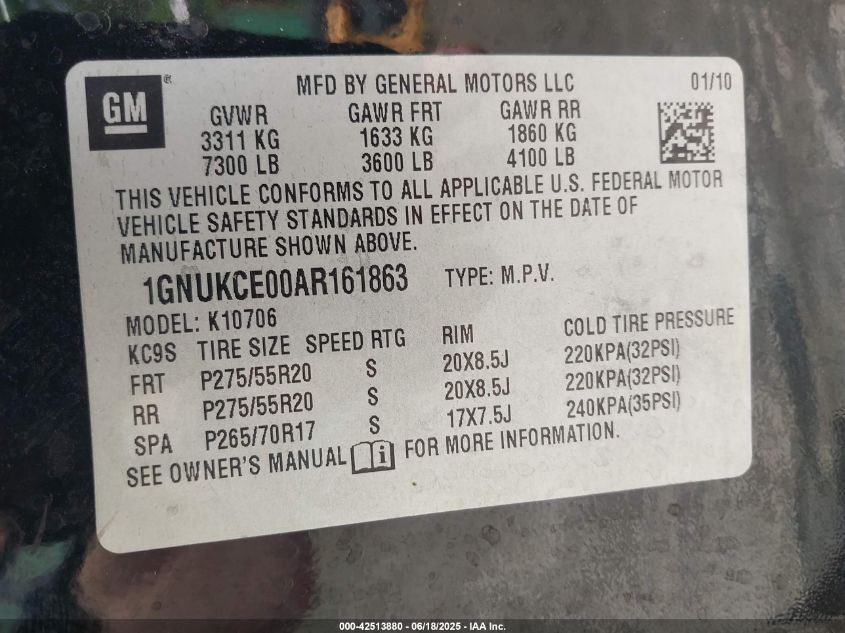 GM ® MFD BY GENERAL MOTORS LLC 01/10
GVWR GAWR FRT GAWR RR
3311 KG 1633 KG 1860 KG
7300 LB 3600 LB 4100 LB
THIS VEHICLE CONFORMS TO ALL APPLICABLE U.S. FEDERAL MOTOR
VEHICLE SAFETY STANDARDS IN EFFECT ON THE DATE OF
MANUFACTURE SHOWN ABOVE.
1GNUKCE00AR161863 TYPE: M.P.V.
MODEL: K10706
KC9S TIRE SIZE SPEED RTG RIM COLD TIRE PRESSURE
FRT P275/55R20 S 20X8.5J 220KPA(32PSI)
RR P275/55R20 S 20X8.5J 220KPA(32PSI)
SPA P265/70R17 S 17X7.5J 240KPA(35PSI)
SEE OWNER'S MANUAL i FOR MORE INFORMATION.
000-42513880 - 06/18/2025 - IAA Inc.